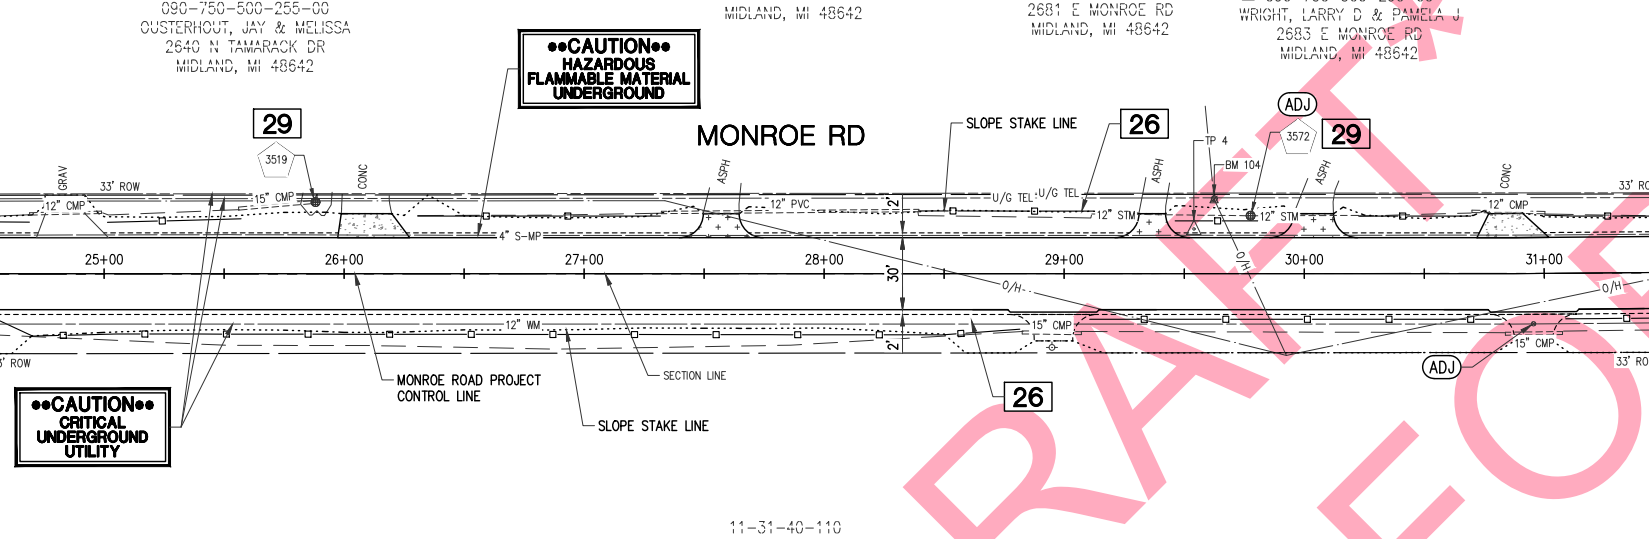 090-750-500-255-00
OUSTERHOUT, JAY & MELISSA
2640 N TAMARACK DR
MIDLAND, MI 48642
MIDLAND, MI 48642
2681 E MONROE RD
MIDLAND, MI 48642
WRIGHT, LARRY D & PAMELA J
2683 E MONROE RD
MIDLAND, MI 48642
••CAUTION••
HAZARDOUS
FLAMMABLE MATERIAL
UNDERGROUND
29
3519
MONROE RD
SLOPE STAKE LINE
26
ADJ
3572
29
TP 4
BM 104
GRAV
33' ROW
12" CMP
15" CMP
CONC
ASPH
12" PVC
2'
U/G TEL
U/G TEL
ASPH
12" STM
12" STM
ASPH
CONC
12" CMP
33' RO
4" S-MP
25+00
26+00
27+00
28+00
29+00
30+00
31+00
30'
O/H
O/H
O/H
12" WM
15" CMP
2'
15" CMP
' ROW
33' RO
MONROE ROAD PROJECT
CONTROL LINE
SECTION LINE
SLOPE STAKE LINE
26
ADJ
••CAUTION••
CRITICAL
UNDERGROUND
UTILITY
11-31-40-110